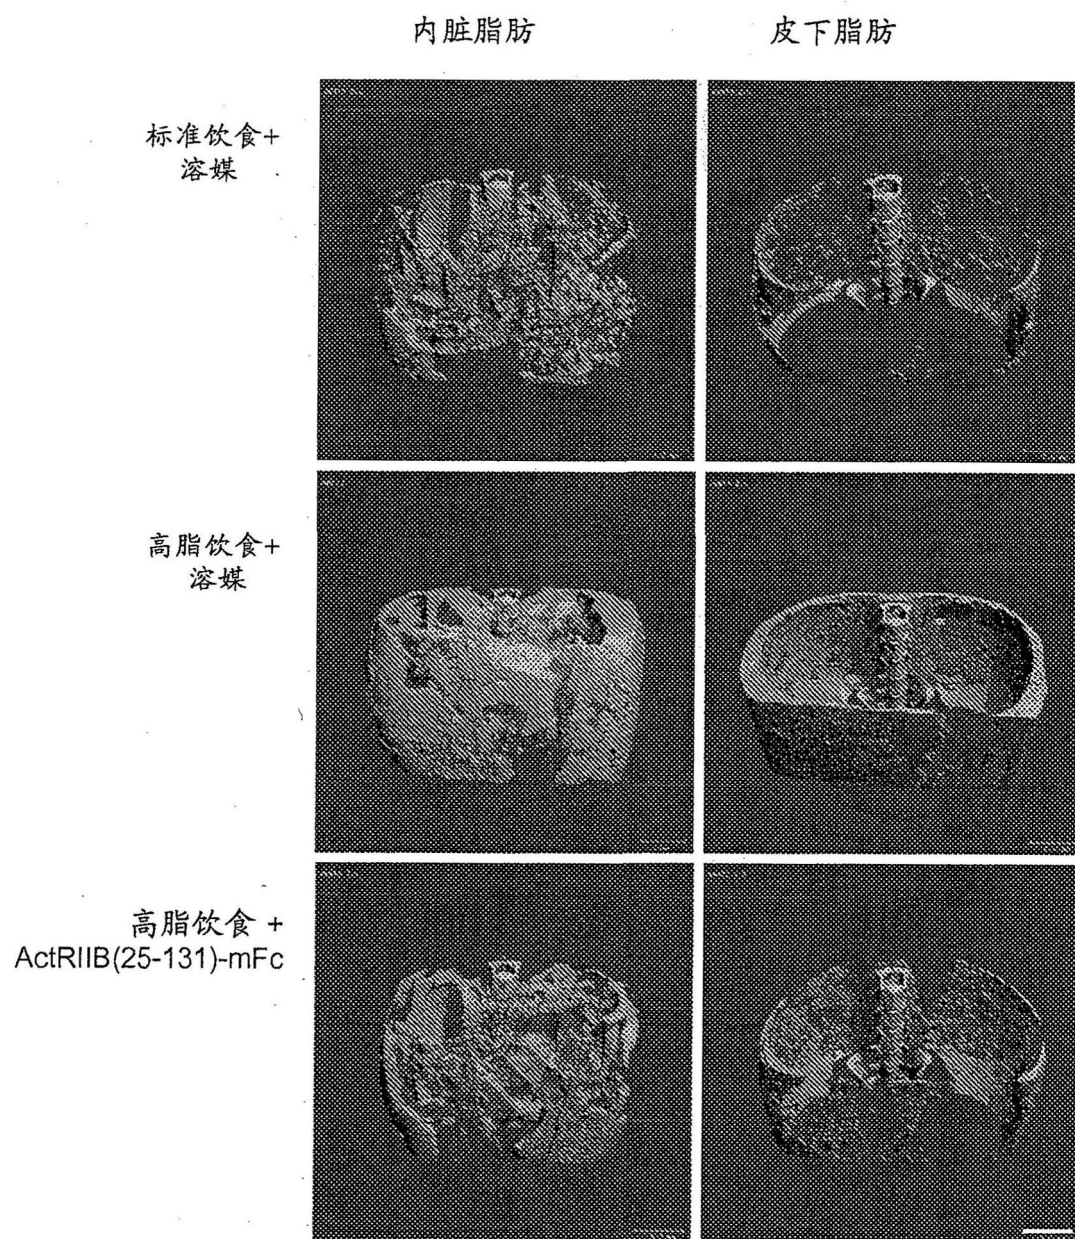 内脏脂肪
皮下脂肪
标准饮食+
溶媒
高脂饮食+
溶媒
高脂饮食 +
ActRIIB(25-131)-mFc